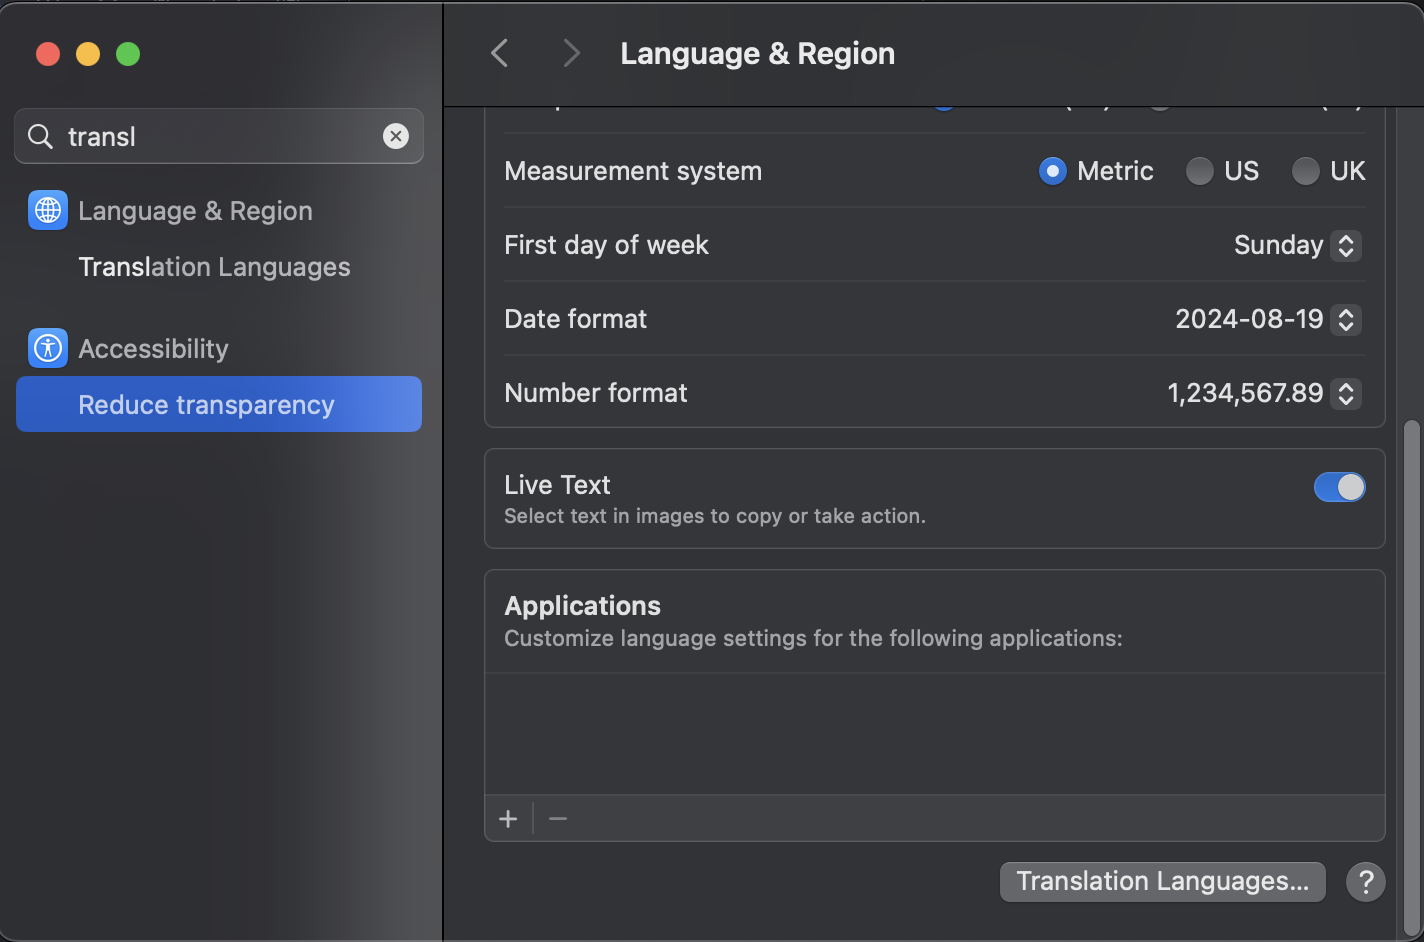 transl
Language & Region
Translation Languages
Accessibility
Reduce transparency
Language & Region
Measurement system
Metric
US
UK
First day of week
Sunday
Date format
2024-08-19
Number format
1,234,567.89
Live Text
Select text in images to copy or take action.
Applications
Customize language settings for the following applications:
+
−
Translation Languages...
?